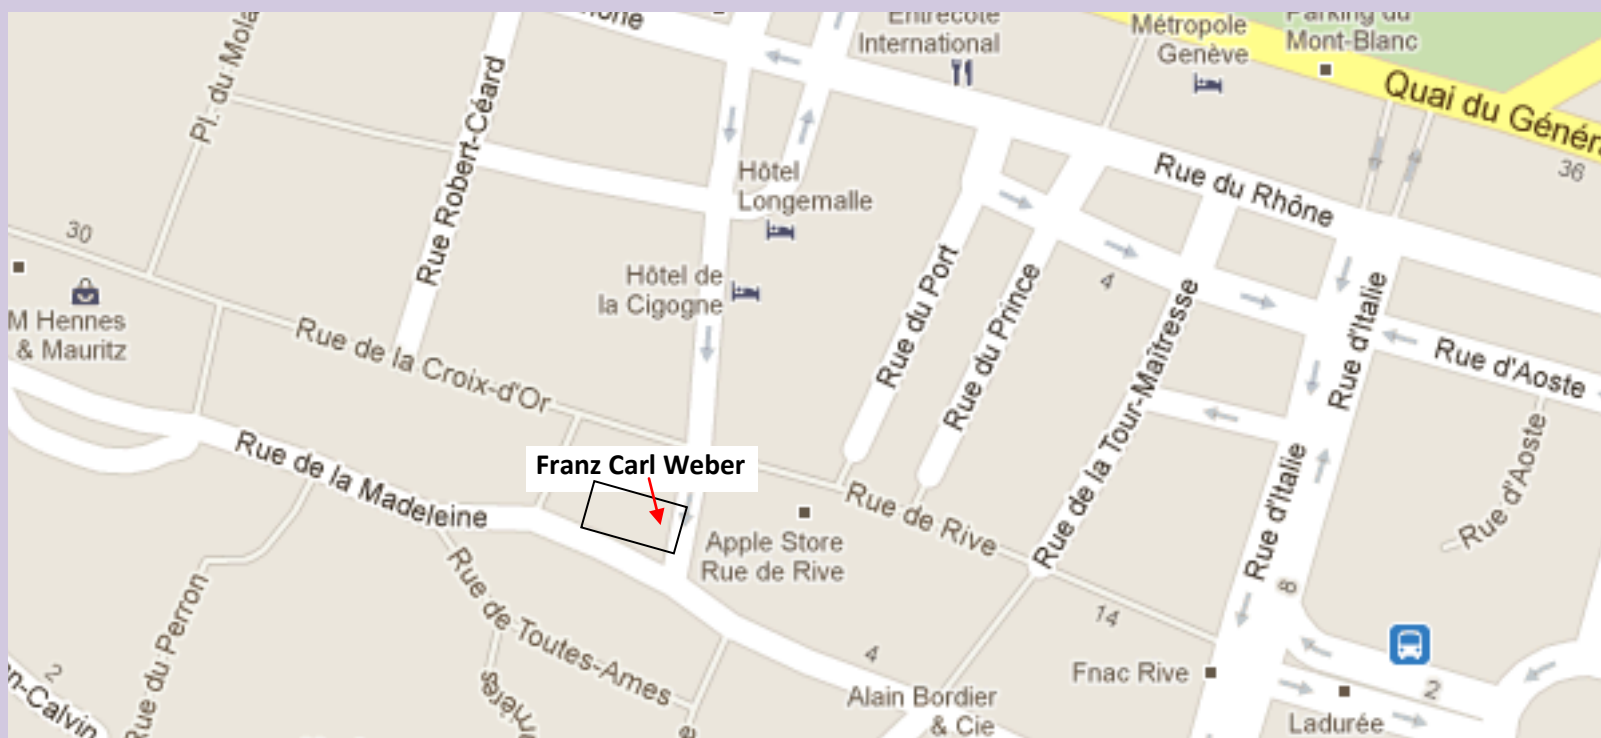 Entrecôte
International
Métropole
Genève
Parking du
Mont-Blanc
Quai du Généra
36
Pl. du Mola
Rue Robert-Céard
Rue du Rhône
Hôtel
Longemalle
Hôtel de
la Cigogne
30
M Hennes
& Mauritz
Rue de la Croix-d'Or
Rue du Port
Rue du Prince
4
Rue de la Tour-Maîtresse
Rue d'Italie
Rue d'Aoste
Rue d'Aoste
Rue de la Madeleine
Franz Carl Weber
Rue de Rive
Apple Store
Rue de Rive
Rue d'Italie
8
14
Rue de Toutes-Ames
Rue du Perron
2
n-Calvin
4
Alain Bordier
& Cie
Fnac Rive
2
Ladurée